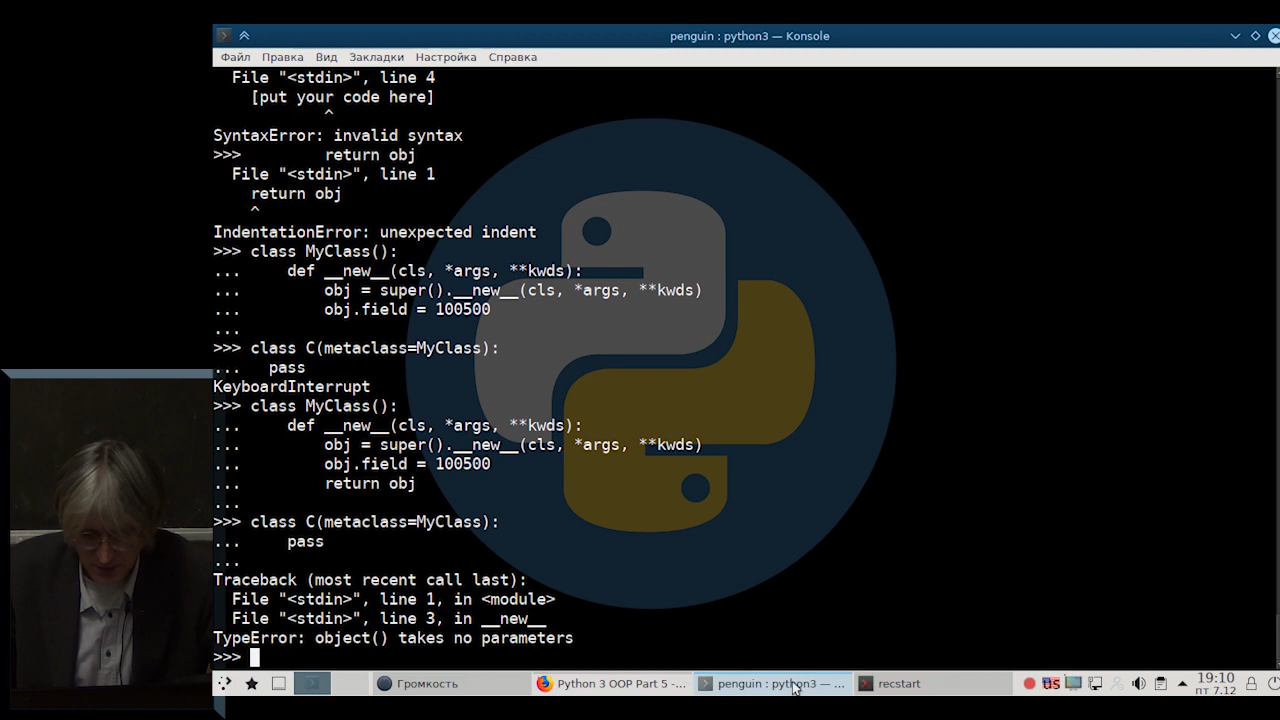 penguin : python3 — Konsole
Файл Правка Вид Закладки Настройка Справка
File "<stdin>", line 4
[put your code here]
^
SyntaxError: invalid syntax
>>> return obj
File "<stdin>", line 1
return obj
^
IndentationError: unexpected indent
>>> class MyClass():
... def __new__(cls, *args, **kwds):
... obj = super().__new__(cls, *args, **kwds)
... obj.field = 100500
...
>>> class C(metaclass=MyClass):
... pass
KeyboardInterrupt
>>> class MyClass():
... def __new__(cls, *args, **kwds):
... obj = super().__new__(cls, *args, **kwds)
... obj.field = 100500
... return obj
...
>>> class C(metaclass=MyClass):
... pass
...
Traceback (most recent call last):
File "<stdin>", line 1, in <module>
File "<stdin>", line 3, in __new__
TypeError: object() takes no parameters
>>>
Громкость Python 3 OOP Part 5 -... penguin : python3 — ... recstart us 19:10
пт 7.12